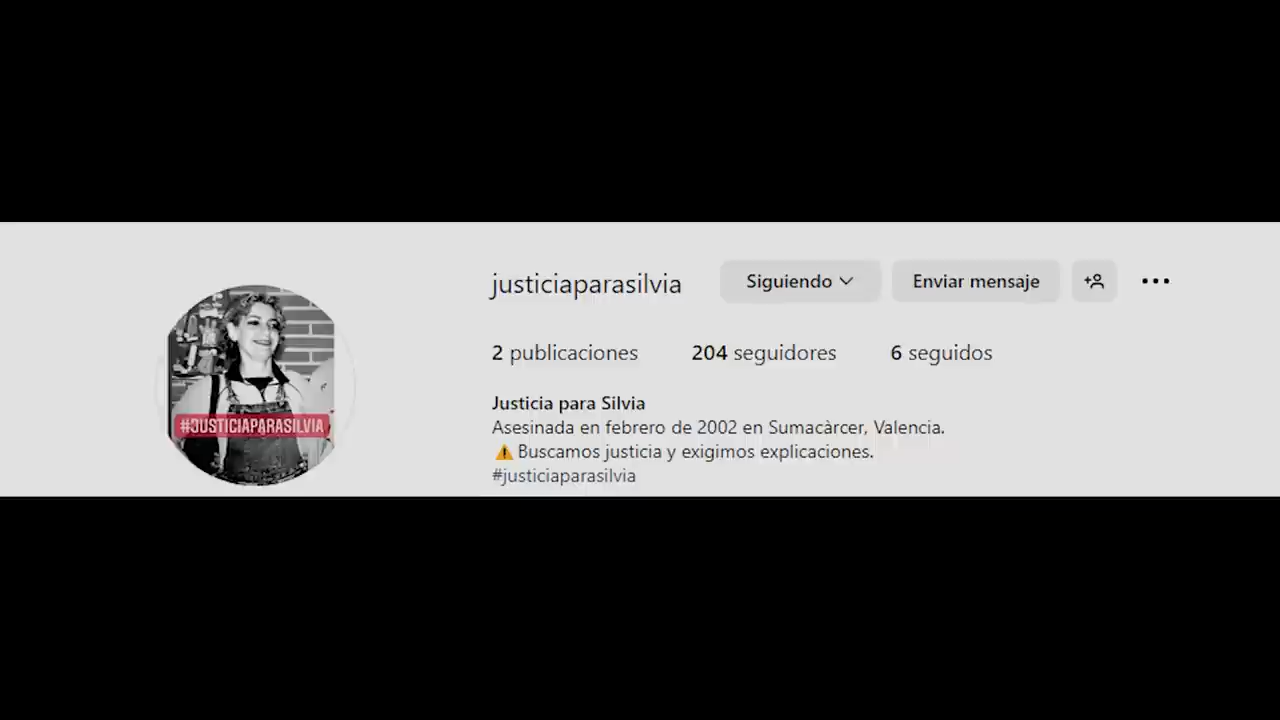 justiciaparasilvia
Siguiendo
Enviar mensaje
2 publicaciones
204 seguidores
6 seguidos
#JUSTICIAPARASILVIA
Justicia para Silvia
Asesinada en febrero de 2002 en Sumacàrcer, Valencia.
⚠️ Buscamos justicia y exigimos explicaciones.
#justiciaparasilvia